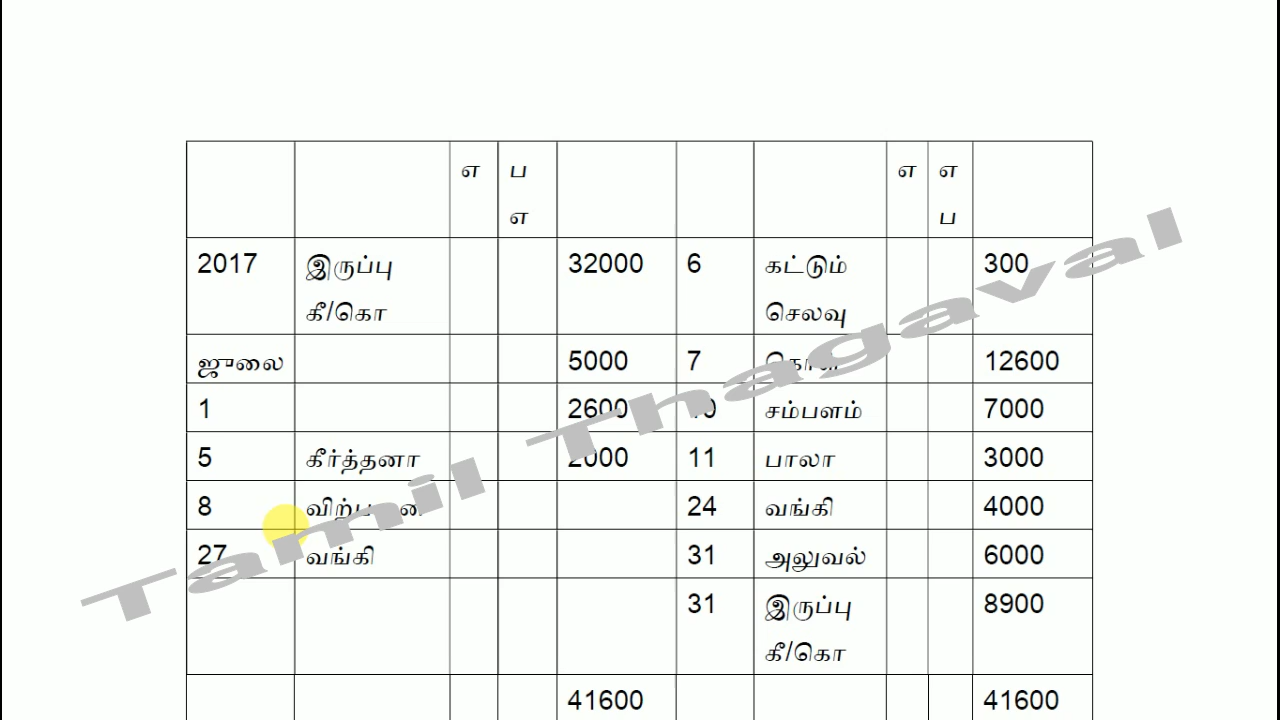 எ ப எ எ
எ ப
2017 இருப்பு 32000 6 கட்டும் 300
கீ/கொ செலவு
ஜுலை 5000 7 12600
1 2600 10 சம்பளம் 7000
5 கீர்த்தனா 2000 11 பாலா 3000
8 24 வங்கி 4000
27 வங்கி 31 அலுவல் 6000
31 இருப்பு 8900
கீ/கொ
41600 41600
Tamil Thagaval